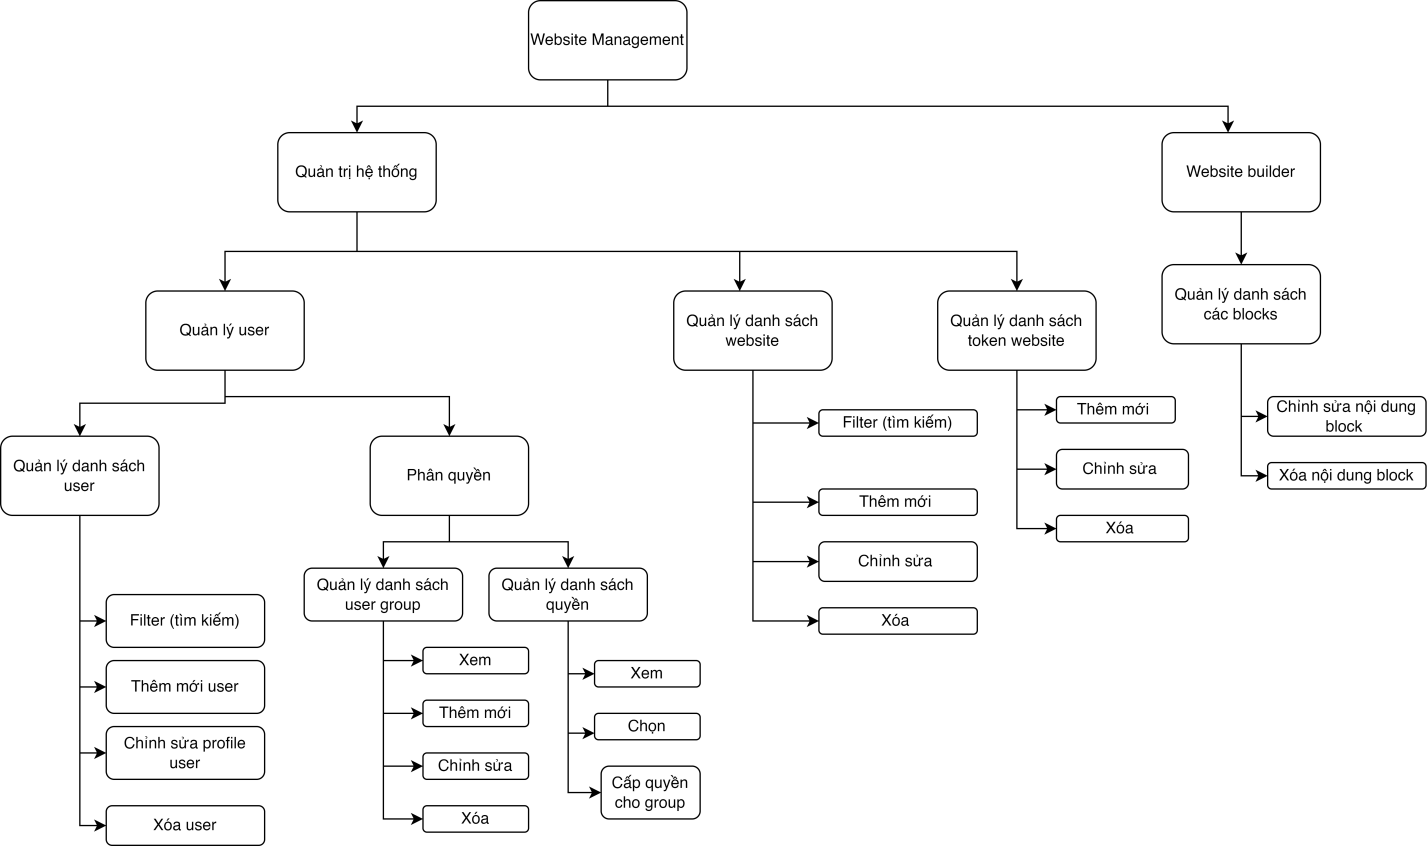 Website Management
Quản trị hệ thống
Website builder
Quản lý user
Quản lý danh sách
website
Quản lý danh sách
token website
Quản lý danh sách
các blocks
Quản lý danh sách
user
Phân quyền
Filter (tìm kiếm)
Thêm mới
Chỉnh sửa
Xóa
Thêm mới
Chỉnh sửa
Xóa
Chỉnh sửa nội dung
block
Xóa nội dung block
Filter (tìm kiếm)
Thêm mới user
Chỉnh sửa profile
user
Xóa user
Quản lý danh sách
user group
Quản lý danh sách
quyền
Xem
Thêm mới
Chỉnh sửa
Xóa
Xem
Chọn
Cấp quyền
cho group